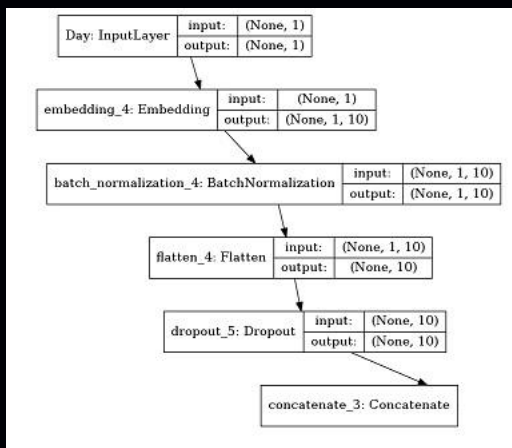 Day: InputLayer
input: (None, 1)
output: (None, 1)
embedding_4: Embedding
input: (None, 1)
output: (None, 1, 10)
batch_normalization_4: BatchNormalization
input: (None, 1, 10)
output: (None, 1, 10)
flatten_4: Flatten
input: (None, 1, 10)
output: (None, 10)
dropout_5: Dropout
input: (None, 10)
output: (None, 10)
concatenate_3: Concatenate